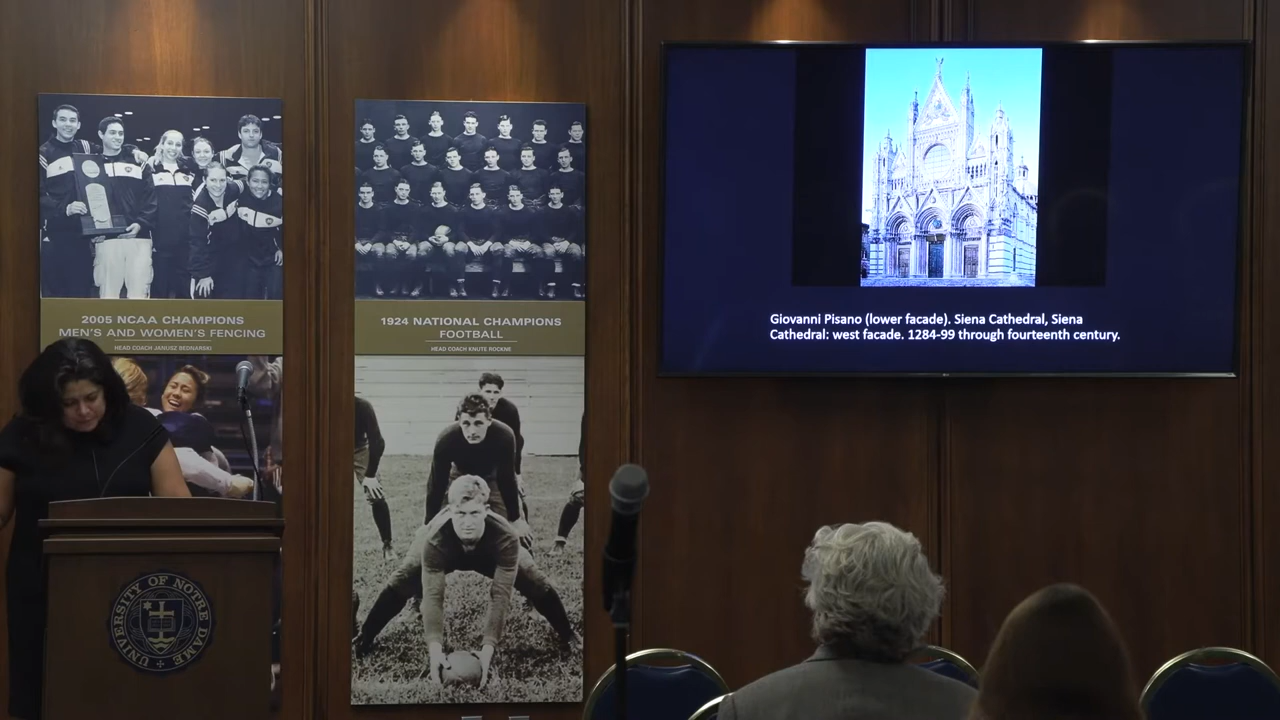 2005 NCAA CHAMPIONS
MEN'S AND WOMEN'S FENCING
HEAD COACH JANUSZ BEDNARSKI
1924 NATIONAL CHAMPIONS
FOOTBALL
HEAD COACH KNUTE ROCKNE
Giovanni Pisano (lower facade). Siena Cathedral, Siena
Cathedral: west facade. 1284-99 through fourteenth century.
UNIVERSITY OF NOTRE DAME